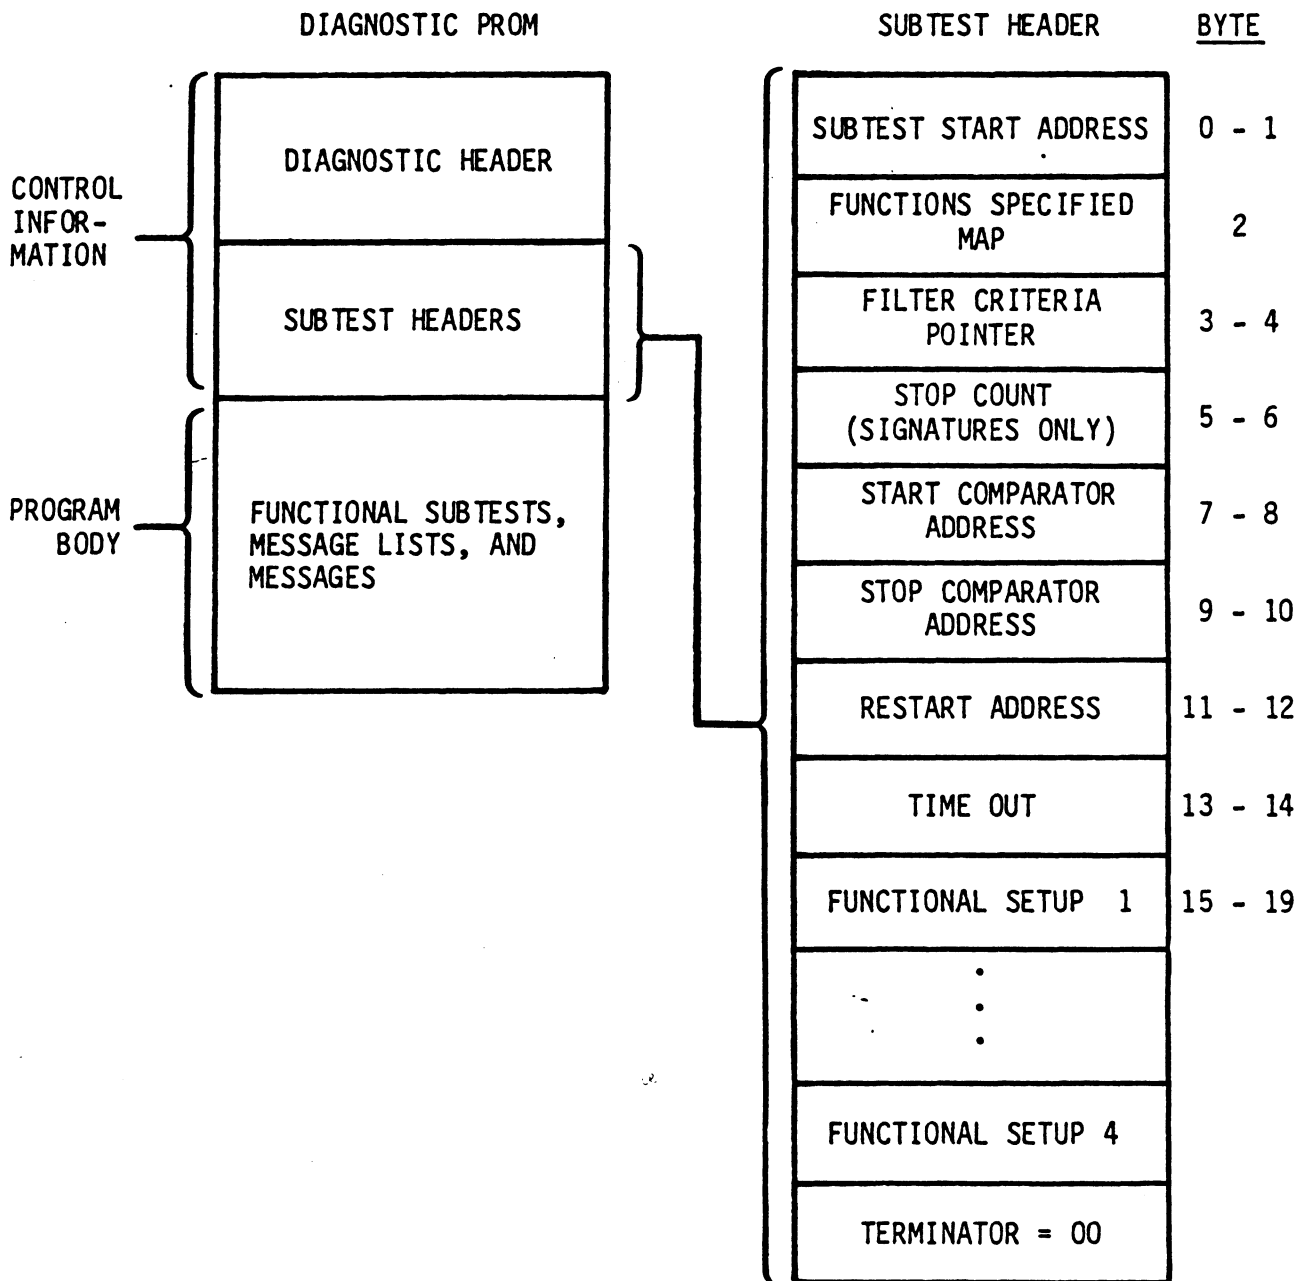 DIAGNOSTIC PROM
DIAGNOSTIC HEADER
CONTROL
INFOR-
MATION
SUBTEST HEADERS
PROGRAM
BODY
FUNCTIONAL SUBTESTS,
MESSAGE LISTS, AND
MESSAGES
SUBTEST HEADER BYTE
SUBTEST START ADDRESS 0 - 1
FUNCTIONS SPECIFIED
MAP
2
FILTER CRITERIA
POINTER
3 - 4
STOP COUNT
(SIGNATURES ONLY)
5 - 6
START COMPARATOR
ADDRESS
7 - 8
STOP COMPARATOR
ADDRESS
9 - 10
RESTART ADDRESS 11 - 12
TIME OUT 13 - 14
FUNCTIONAL SETUP 1 15 - 19
FUNCTIONAL SETUP 4
TERMINATOR = 00